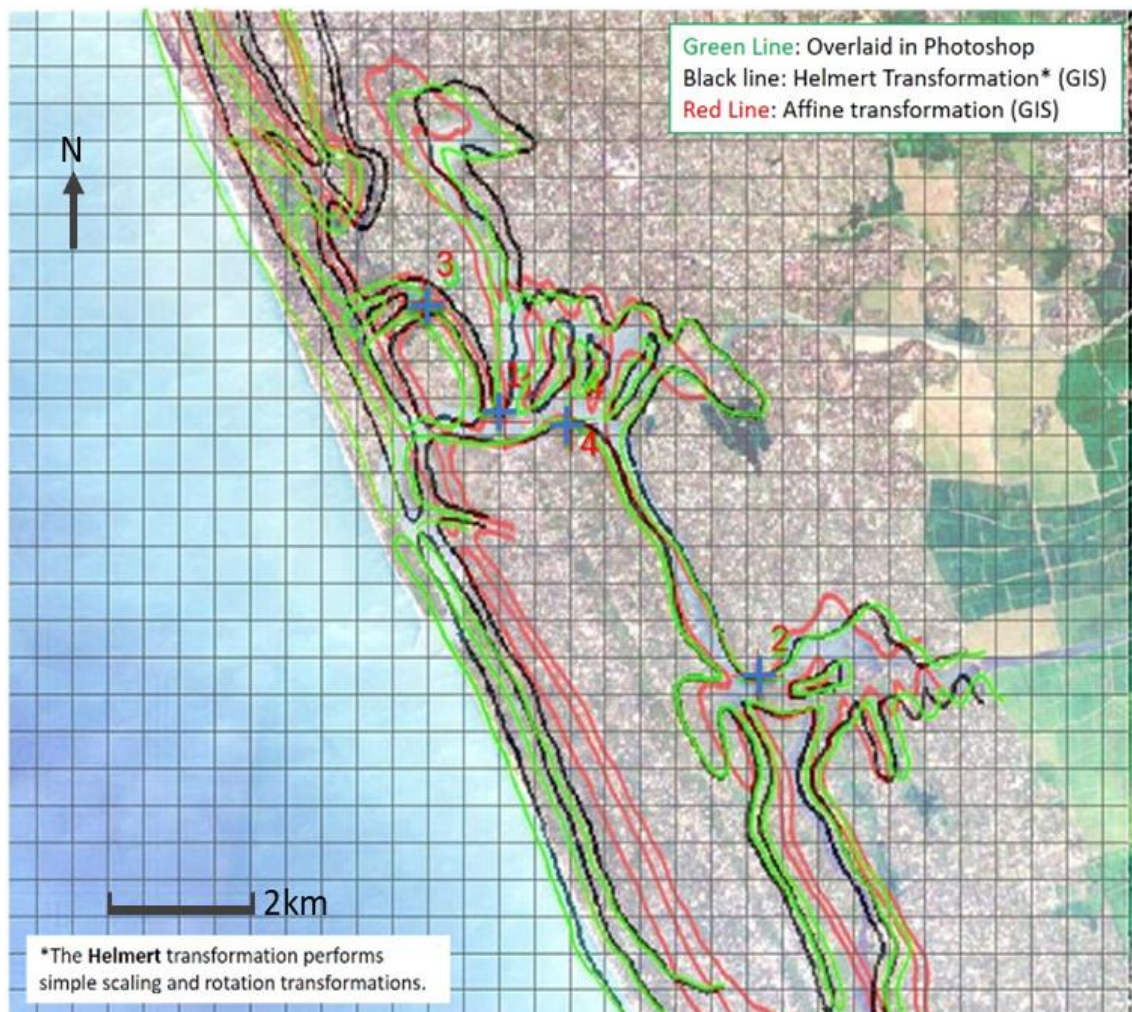 Green Line: Overlaid in Photoshop
Black line: Helmert Transformation* (GIS)
Red Line: Affine transformation (GIS)
N
3
4
2
2km
*The Helmert transformation performs
simple scaling and rotation transformations.